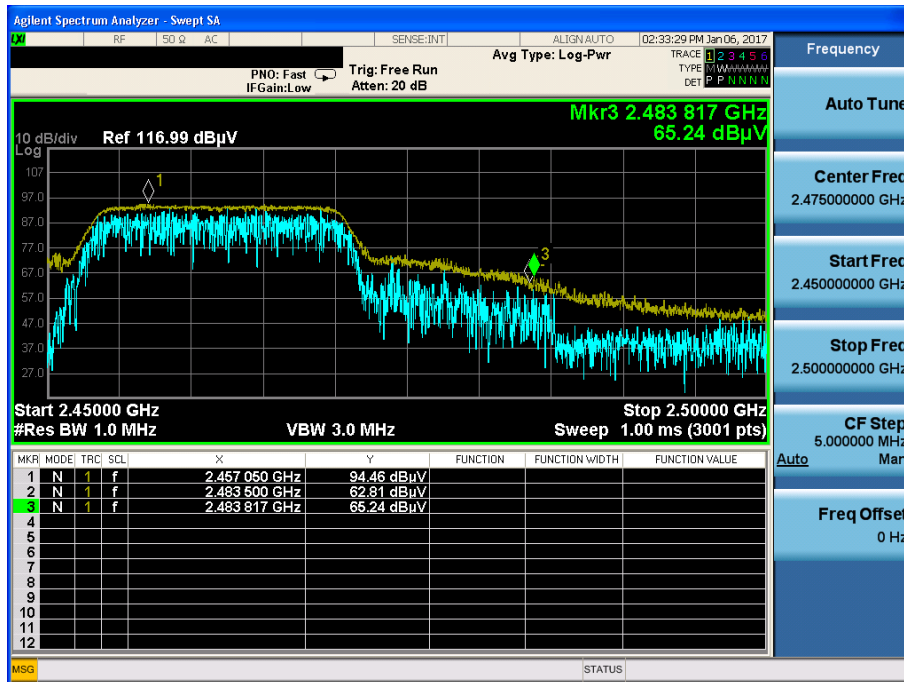 Agilent Spectrum Analyzer - Swept SA
LXI RF 50 Ω AC SENSE:INT ALIGN AUTO 02:33:29 PM Jan 06, 2017
Frequency
PNO: Fast
IFGain:Low
Trig: Free Run
Atten: 20 dB
Avg Type: Log-Pwr
TRACE 1 2 3 4 5 6
TYPE M W W W W W
DET P P N N N N
Auto Tune
Mkr3 2.483 817 GHz
65.24 dBµV
10 dB/div Ref 116.99 dBµV
Log
107
97.0
87.0
77.0
67.0
57.0
47.0
37.0
27.0
1
3
Center Freq
2.475000000 GHz
Start Freq
2.450000000 GHz
Stop Freq
2.500000000 GHz
Start 2.45000 GHz Stop 2.50000 GHz
#Res BW 1.0 MHz VBW 3.0 MHz Sweep 1.00 ms (3001 pts)
CF Step
5.000000 MHz
Auto Man
Freq Offset
0 Hz
MKR MODE TRC SCL X Y FUNCTION FUNCTION WIDTH FUNCTION VALUE
1 N 1 f 2.457 050 GHz 94.46 dBµV
2 N 1 f 2.483 500 GHz 62.81 dBµV
3 N 1 f 2.483 817 GHz 65.24 dBµV
4
5
6
7
8
9
10
11
12
MSG STATUS